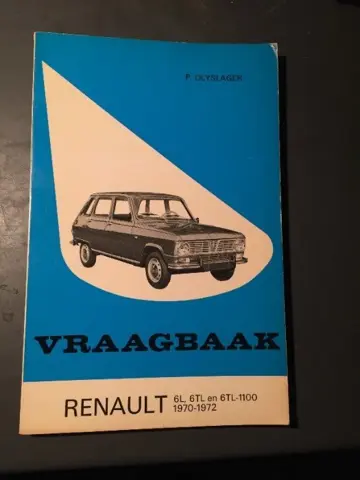 P. OLYSLAGER
VRAAGBAAK
RENAULT 6L, 6TL en 6TL-1100
1970-1972